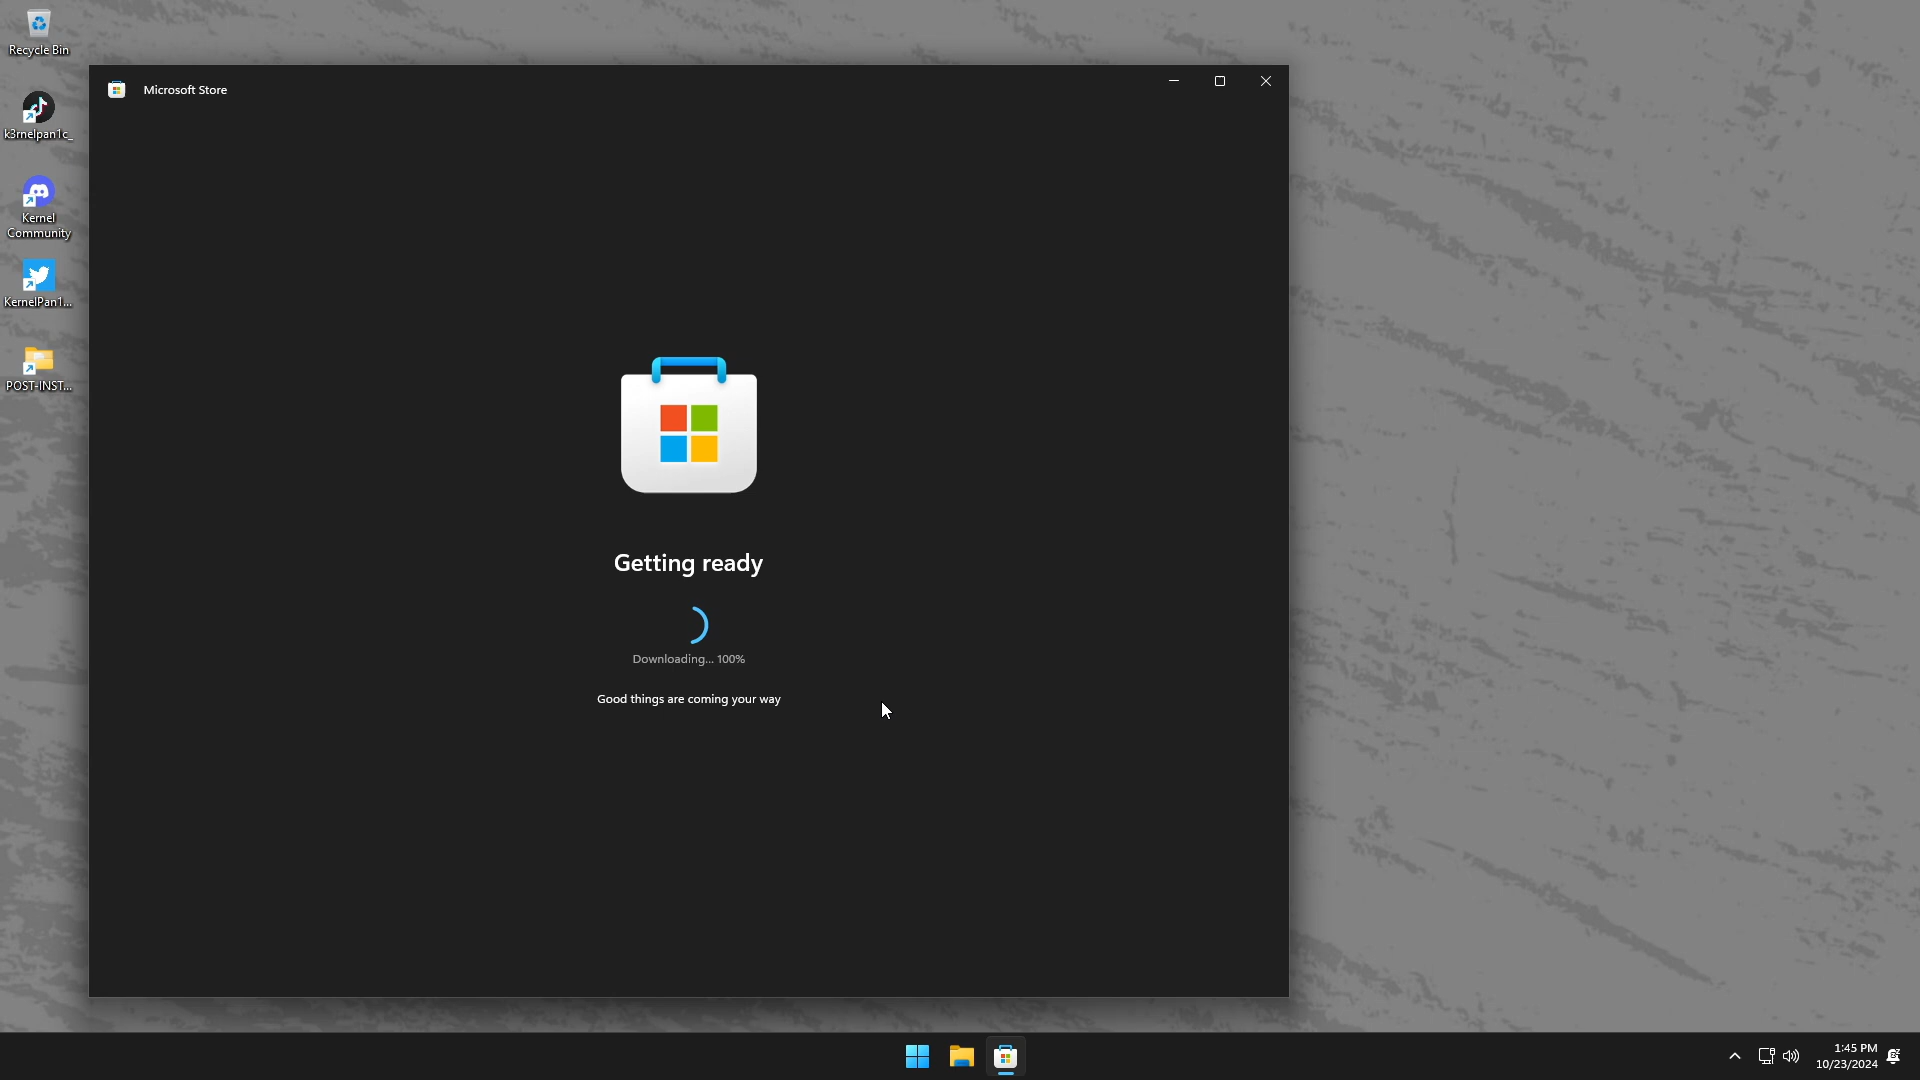 Recycle Bin
k3rnelpan1c_
Kernel
Community
KernelPan1...
POST-INST...
Microsoft Store
Getting ready
Downloading... 100%
Good things are coming your way
1:45 PM
10/23/2024